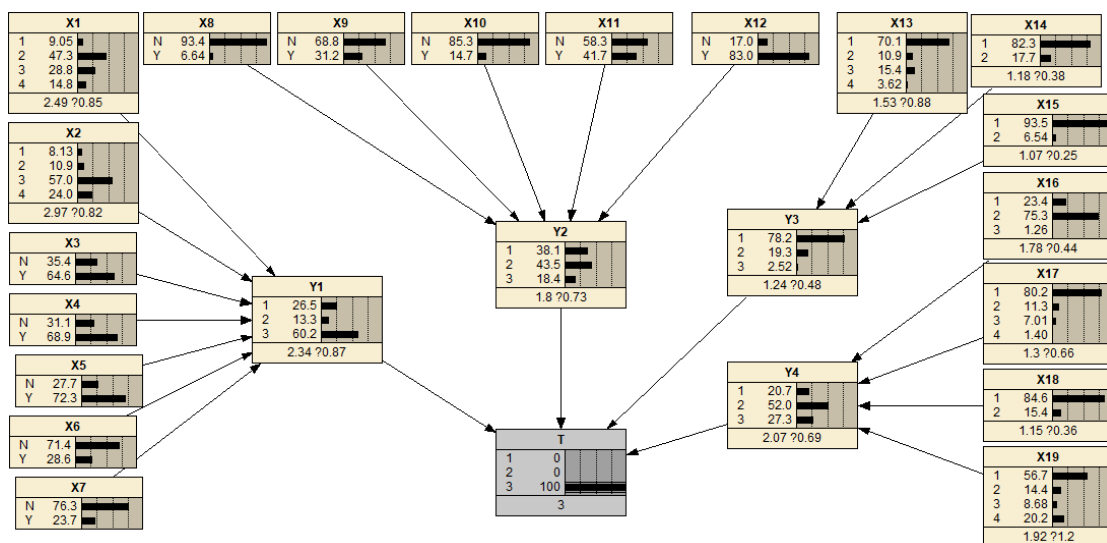 X1
1 9.05
2 47.3
3 28.8
4 14.8
2.49 ?0.85
X8
N 93.4
Y 6.64
X9
N 68.8
Y 31.2
X10
N 85.3
Y 14.7
X11
N 58.3
Y 41.7
X12
N 17.0
Y 83.0
X13
1 70.1
2 10.9
3 15.4
4 3.62
1.53 ?0.88
X14
1 82.3
2 17.7
1.18 ?0.38
X15
1 93.5
2 6.54
1.07 ?0.25
X2
1 8.13
2 10.9
3 57.0
4 24.0
2.97 ?0.82
X16
1 23.4
2 75.3
3 1.26
1.78 ?0.44
X3
N 35.4
Y 64.6
Y2
1 38.1
2 43.5
3 18.4
1.8 ?0.73
Y3
1 78.2
2 19.3
3 2.52
1.24 ?0.48
X4
N 31.1
Y 68.9
Y1
1 26.5
2 13.3
3 60.2
2.34 ?0.87
X17
1 80.2
2 11.3
3 7.01
4 1.40
1.3 ?0.66
X5
N 27.7
Y 72.3
Y4
1 20.7
2 52.0
3 27.3
2.07 ?0.69
X18
1 84.6
2 15.4
1.15 ?0.36
X6
N 71.4
Y 28.6
T
1 0
2 0
3 100
3
X7
N 76.3
Y 23.7
X19
1 56.7
2 14.4
3 8.68
4 20.2
1.92 ?1.2